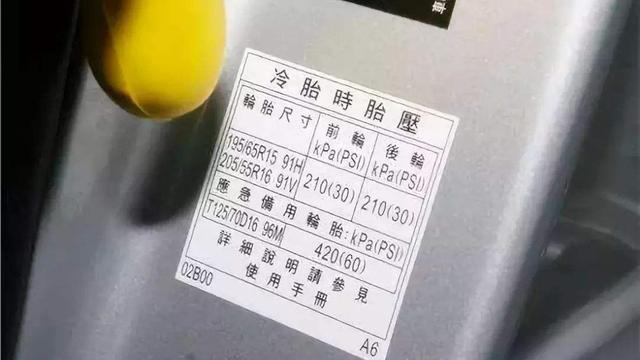 冷胎時胎壓
輪胎尺寸 前輪 kPa(PSI) 後輪 kPa(PSI)
195/65R15 91H
205/55R16 91V
210(30) 210(30)
應急備用輪胎:kPa(PSI)
T125/70D16 96M 420(60)
詳細說明請參見
使用手冊
02B00
A6